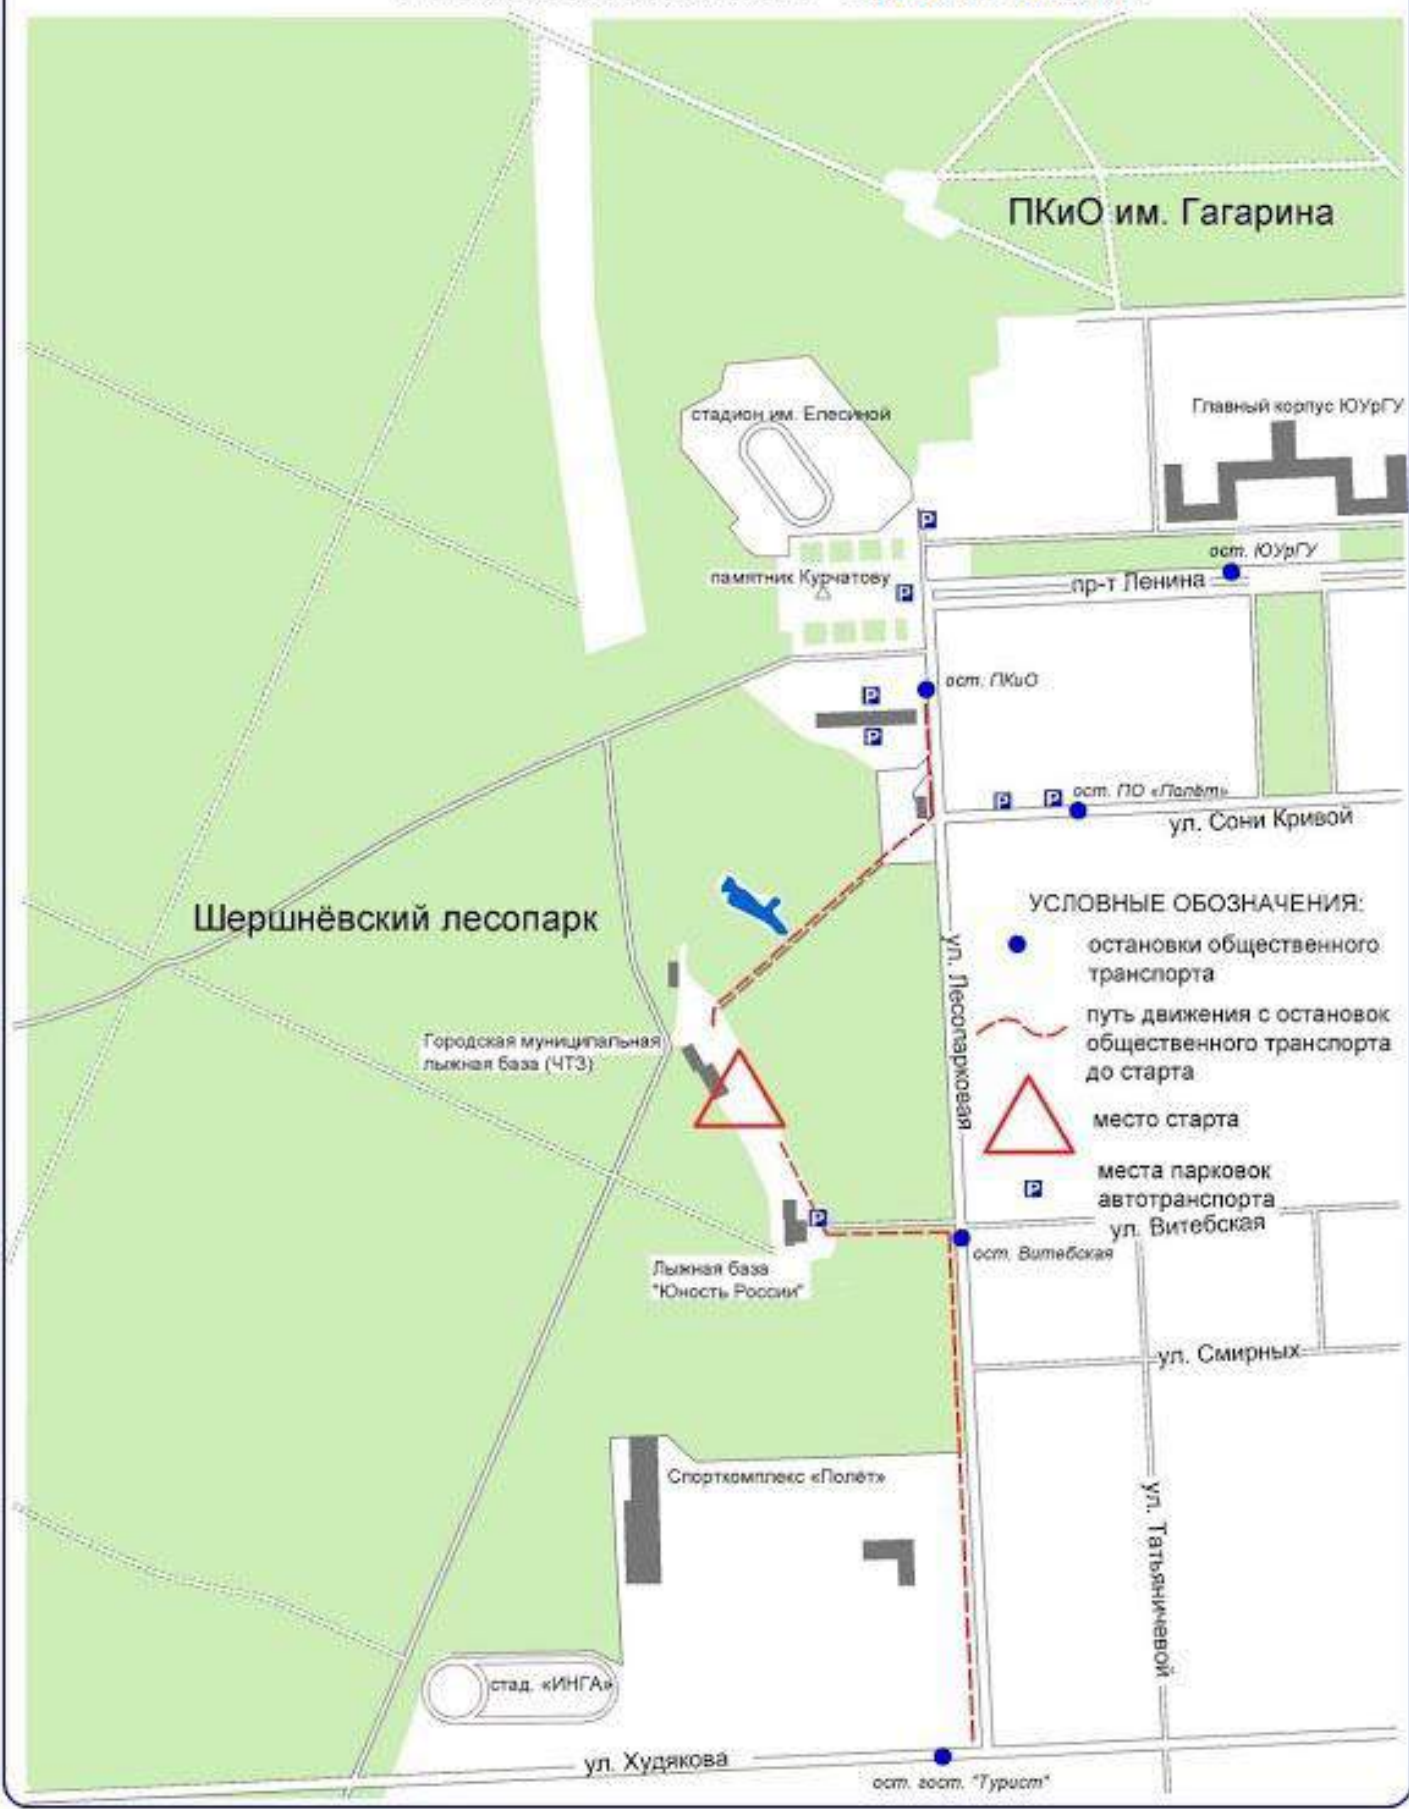 ПКиО им. Гагарина
Главный корпус ЮУрГУ
стадион им. Елесиной
P
ост. ЮУрГУ
памятник Курчатову
пр-т Ленина
P
ост. ПКиО
P
P
P
P
ост. ПО «Полёт»
ул. Сони Кривой
Шершнёвский лесопарк
УСЛОВНЫЕ ОБОЗНАЧЕНИЯ:
остановки общественного
транспорта
путь движения с остановок
общественного транспорта
до старта
место старта
P
места парковок
автотранспорта
ул. Лесопарковая
Городская муниципальная
лыжная база (ЧТЗ)
P
ул. Витебская
ост. Витебская
Лыжная база
"Юность России"
ул. Смирных
Спорткомплекс «Полёт»
ул. Татьяничевой
стад. «ИНГА»
ул. Худякова
ост. гост. "Турист"